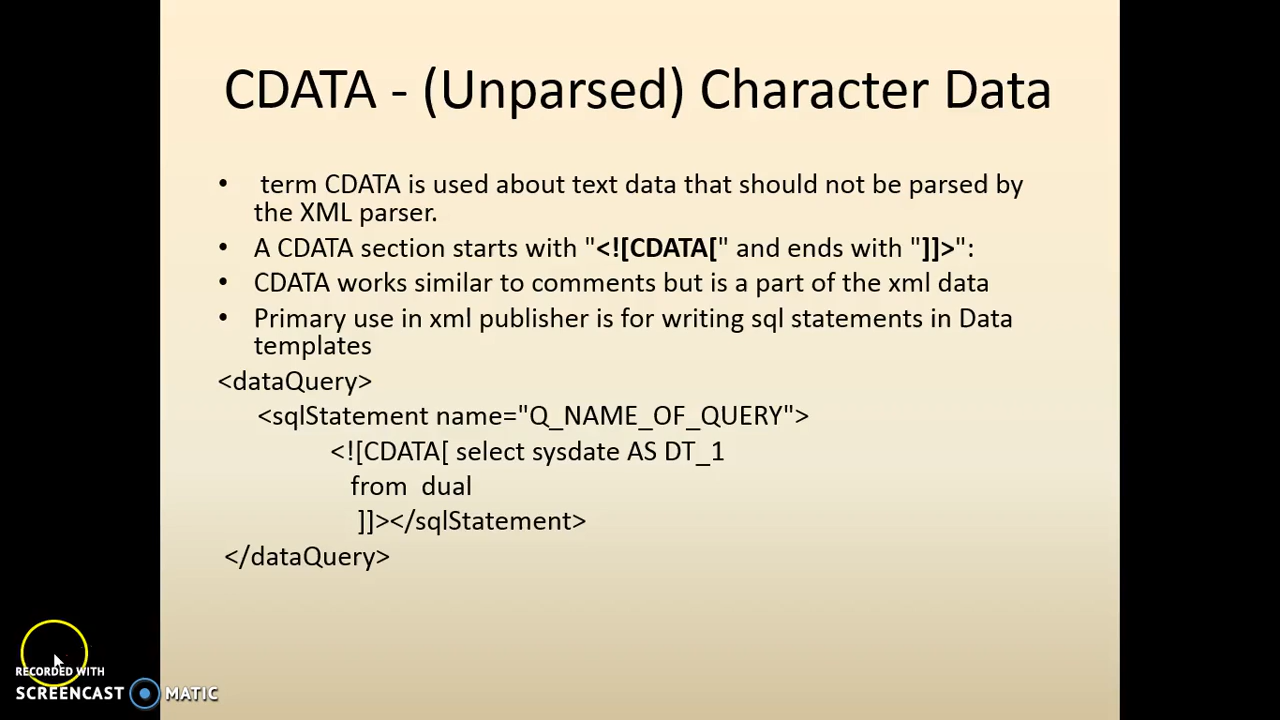 CDATA - (Unparsed) Character Data
• term CDATA is used about text data that should not be parsed by
the XML parser.
• A CDATA section starts with "<![CDATA[" and ends with "]]>":
• CDATA works similar to comments but is a part of the xml data
• Primary use in xml publisher is for writing sql statements in Data
templates
<dataQuery>
<sqlStatement name="Q_NAME_OF_QUERY">
<![CDATA[ select sysdate AS DT_1
from dual
]]></sqlStatement>
</dataQuery>
RECORDED WITH
SCREENCAST MATIC